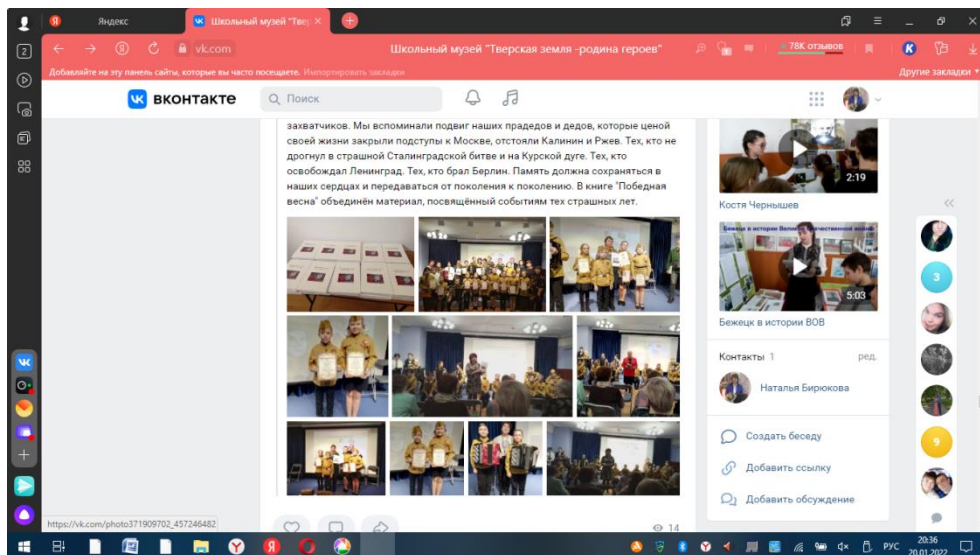 Яндекс
Школьный музей "Твер
vk.com
Школьный музей "Тверская земля -родина героев"
78К отзывов
Добавляйте на эту панель сайты, которые вы часто посещаете. Импортировать закладки
Другие закладки
вконтакте
Поиск
захватчиков. Мы вспоминали подвиг наших прадедов и дедов, которые ценой
своей жизни закрыли подступы к Москве, отстояли Калинин и Ржев. Тех, кто не
дрогнул в страшной Сталинградской битве и на Курской дуге. Тех, кто
освобождал Ленинград. Тех, кто брал Берлин. Память должна сохраняться в
наших сердцах и передаваться от поколения к поколению. В книге "Победная
весна" объединён материал, посвящённый событиям тех страшных лет.
14
2:19
Костя Чернышев
Бежецк в истории Великой Отечественной войны
5:03
Бежецк в истории ВОВ
Контакты 1
ред.
Наталья Бирюкова
Создать беседу
Добавить ссылку
Добавить обсуждение
2
3
9
https://vk.com/photo371909702_457246482
РУС
20:36
20.01.2022